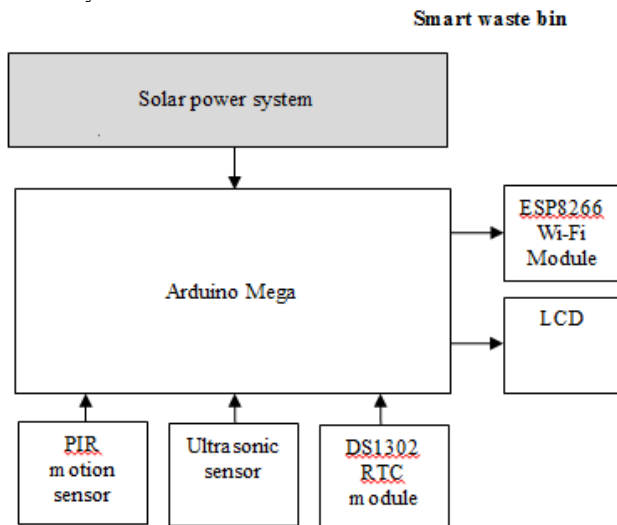 Smart waste bin
Solar power system
Arduino Mega
ESP8266
Wi-Fi
Module
LCD
PIR
motion
sensor
Ultrasonic
sensor
DS1302
RTC
module